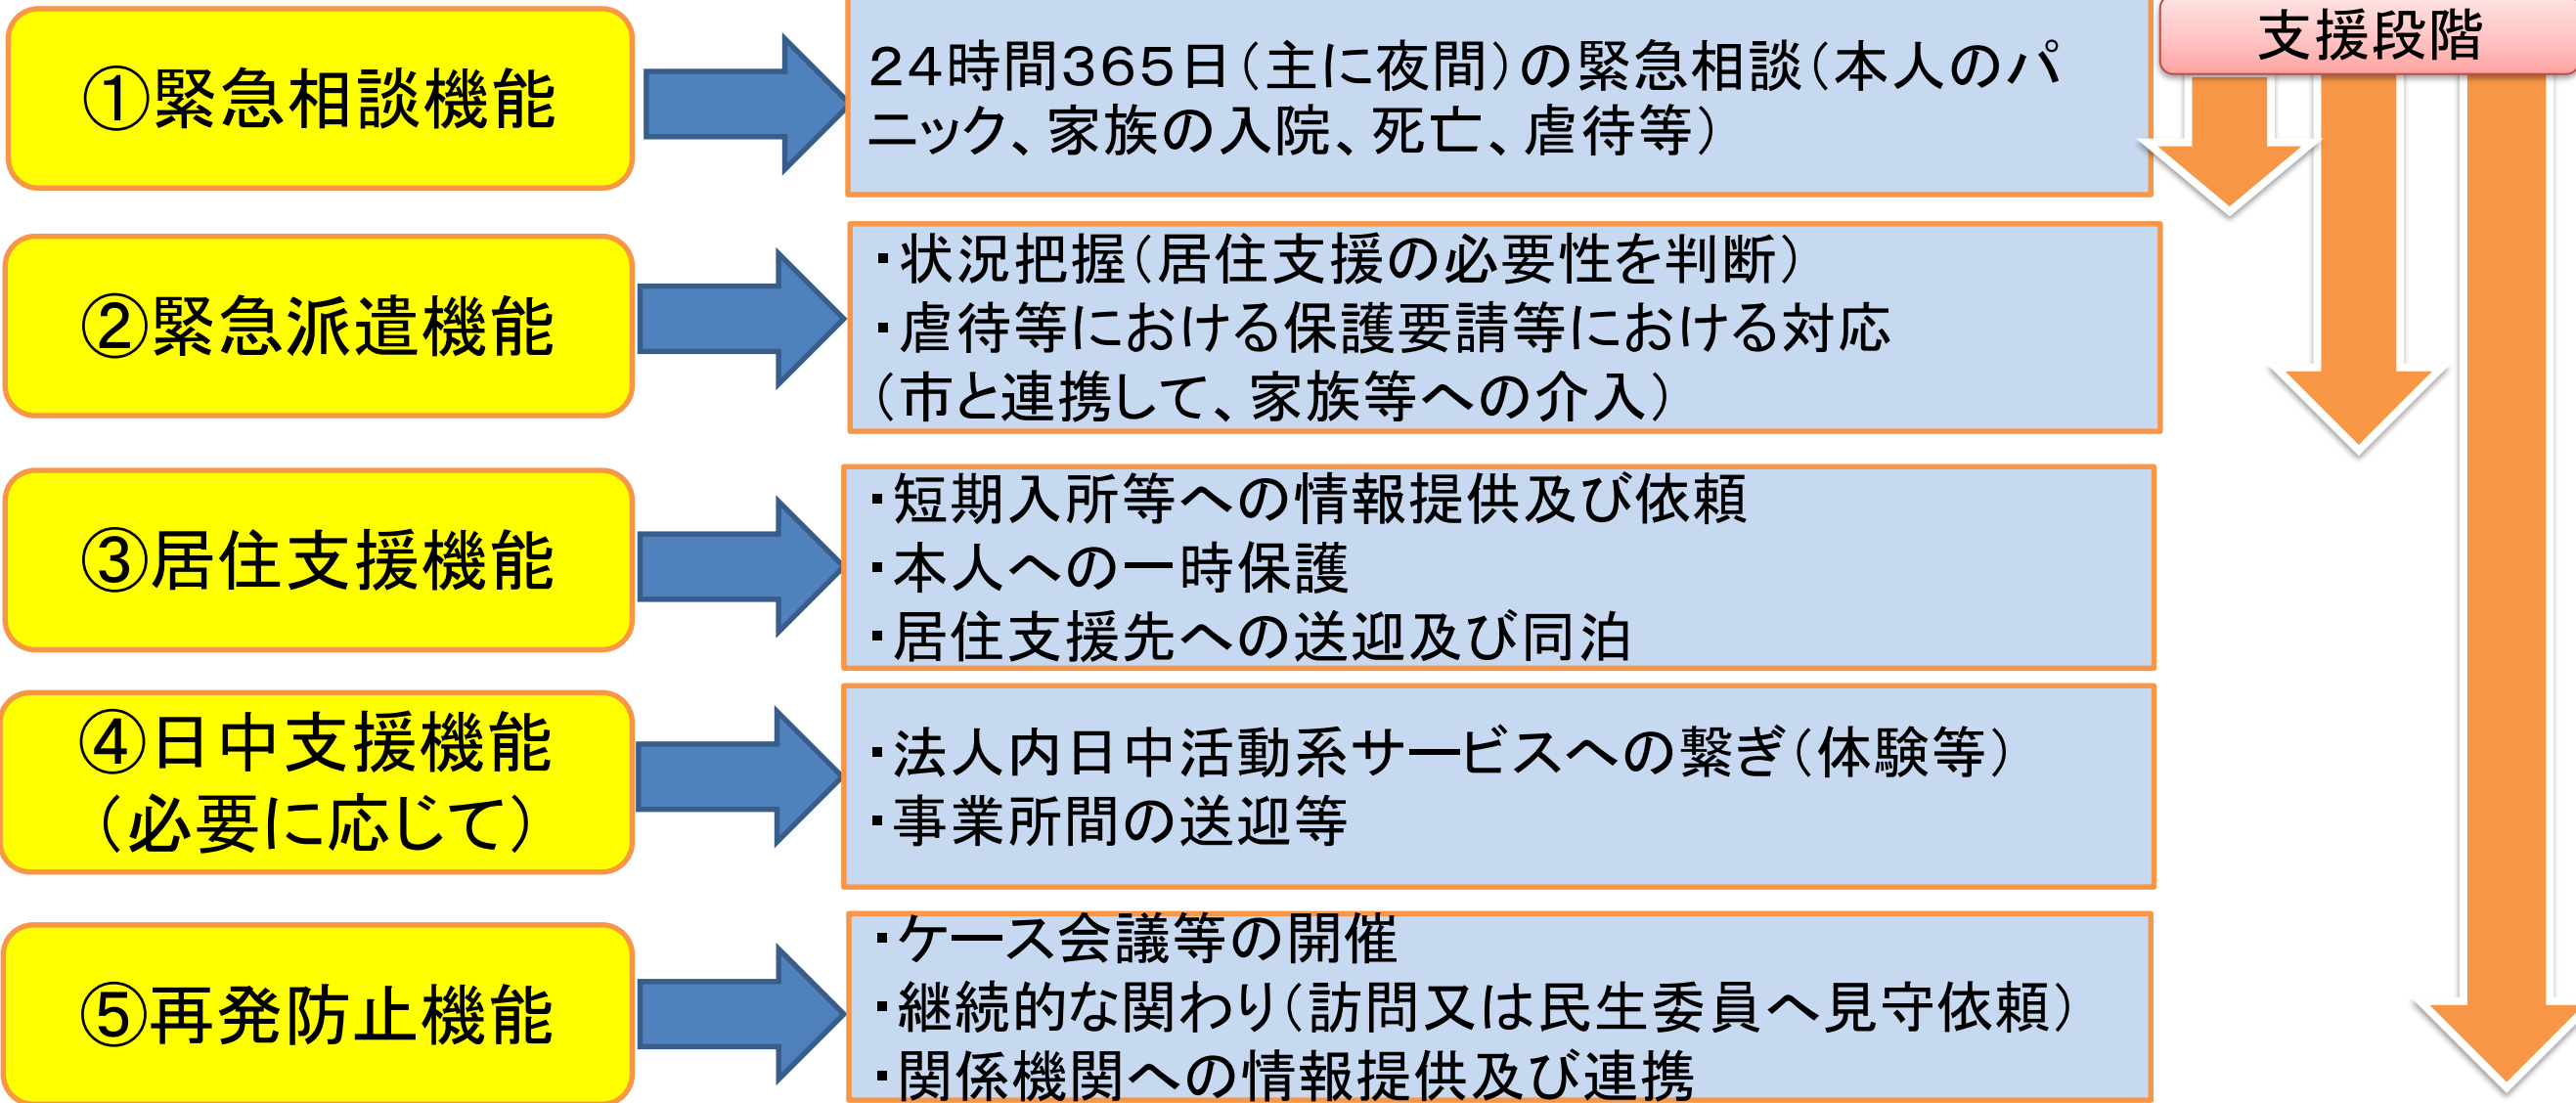 ①緊急相談機能
24時間365日(主に夜間)の緊急相談(本人のパ
ニック、家族の入院、死亡、虐待等)
支援段階
②緊急派遣機能
・状況把握(居住支援の必要性を判断)
・虐待等における保護要請等における対応
(市と連携して、家族等への介入)
③居住支援機能
・短期入所等への情報提供及び依頼
・本人への一時保護
・居住支援先への送迎及び同泊
④日中支援機能
(必要に応じて)
・法人内日中活動系サービスへの繋ぎ(体験等)
・事業所間の送迎等
⑤再発防止機能
・ケース会議等の開催
・継続的な関わり(訪問又は民生委員へ見守依頼)
・関係機関への情報提供及び連携